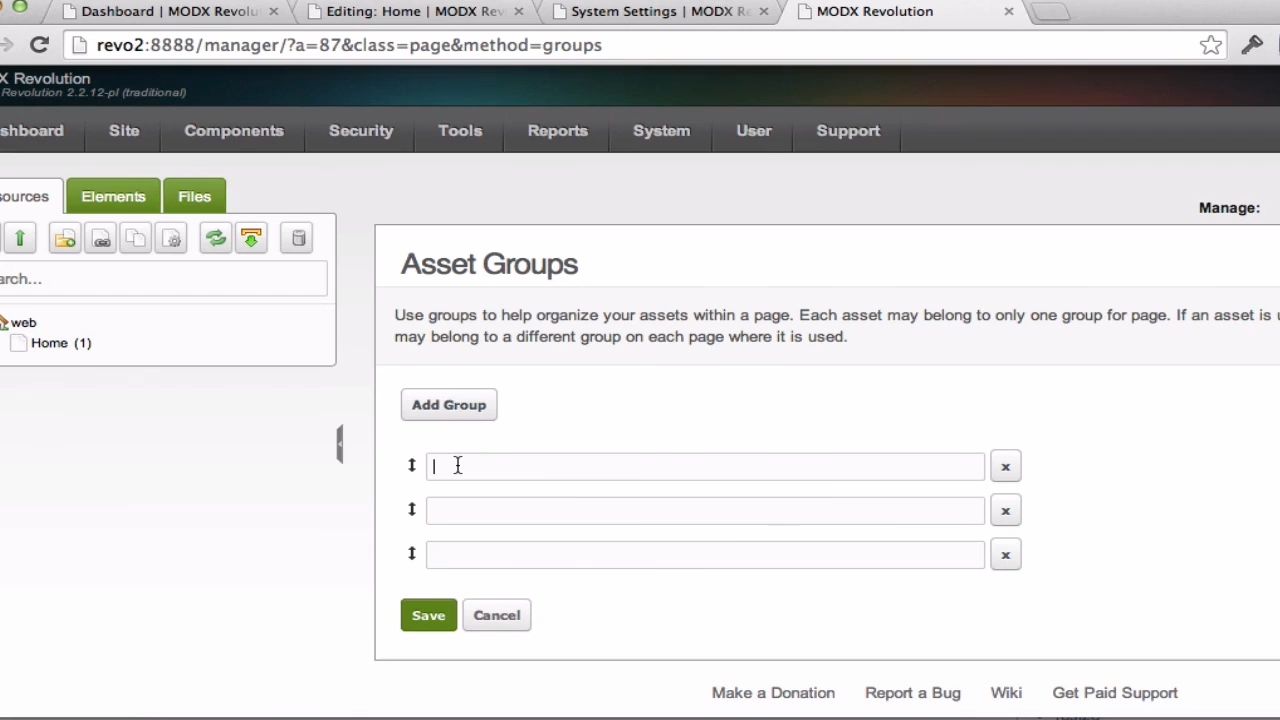 Dashboard | MODX Revolu
Editing: Home | MODX Rev
System Settings | MODX Re
MODX Revolution
revo2:8888/manager/?a=87&class=page&method=groups
X Revolution
Revolution 2.2.12-pl (traditional)
shboard Site Components Security Tools Reports System User Support
ources Elements Files
Manage:
arch...
web
Home (1)
Asset Groups
Use groups to help organize your assets within a page. Each asset may belong to only one group for page. If an asset is u
may belong to a different group on each page where it is used.
Add Group
x
x
x
Save Cancel
Make a Donation Report a Bug Wiki Get Paid Support